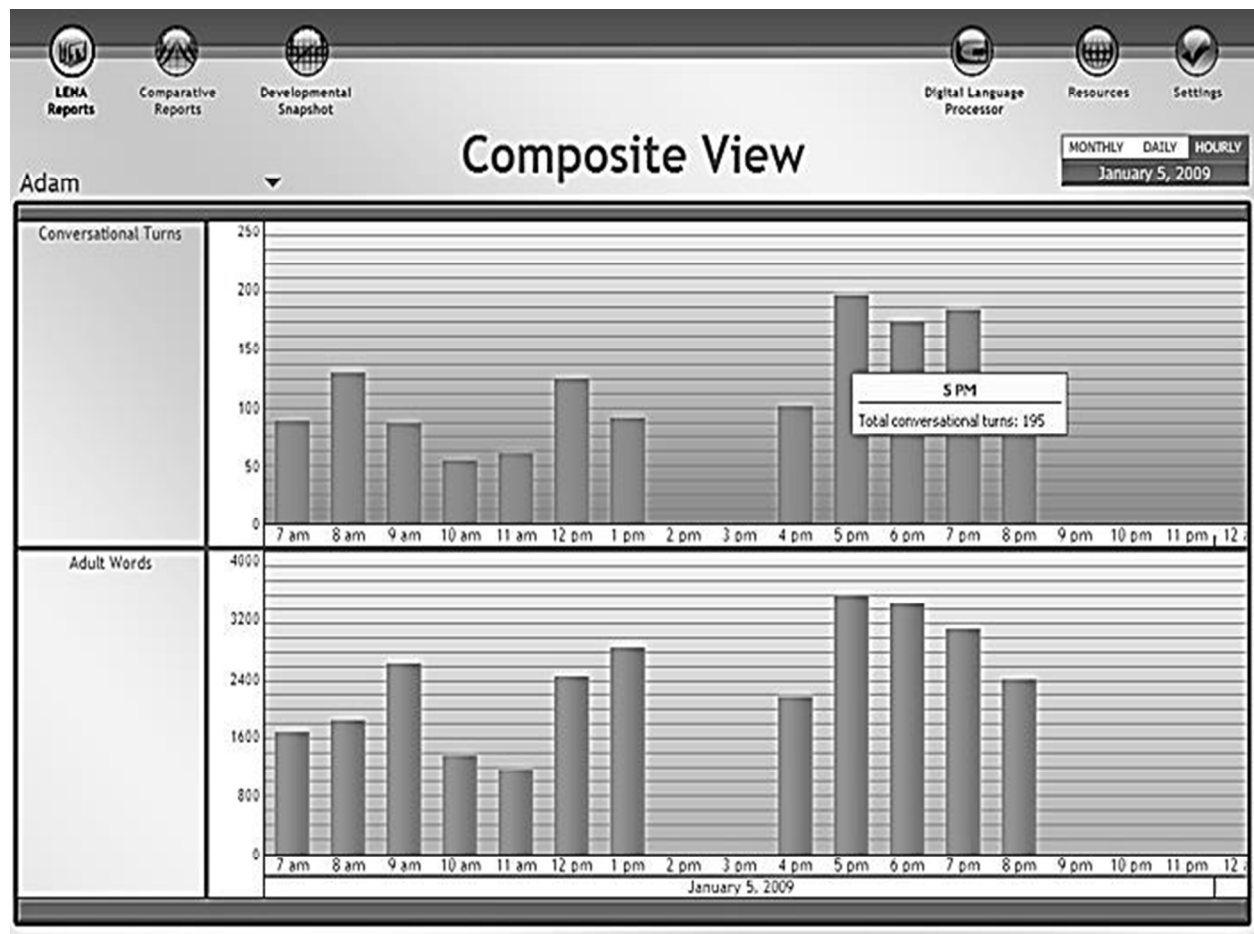 LENA
Reports
Comparative
Reports
Developmental
Snapshot
Digital Language
Processor
Resources
Settings
Composite View
MONTHLY DAILY HOURLY
January 5, 2009
Adam
Conversational Turns
250
200
150
100
50
0
5 PM
Total conversational turns: 195
7 am 8 am 9 am 10 am 11 am 12 pm 1 pm 2 pm 3 pm 4 pm 5 pm 6 pm 7 pm 8 pm 9 pm 10 pm 11 pm 12
Adult Words
4000
3200
2400
1600
800
0
7 am 8 am 9 am 10 am 11 am 12 pm 1 pm 2 pm 3 pm 4 pm 5 pm 6 pm 7 pm 8 pm 9 pm 10 pm 11 pm 12
January 5, 2009